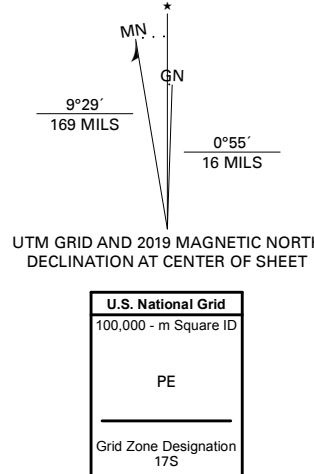 ★
MN
GN
9°29´
169 MILS
0°55´
16 MILS
UTM GRID AND 2019 MAGNETIC NORTH
DECLINATION AT CENTER OF SHEET
U.S. National Grid
100,000 - m Square ID
PE
Grid Zone Designation
17S